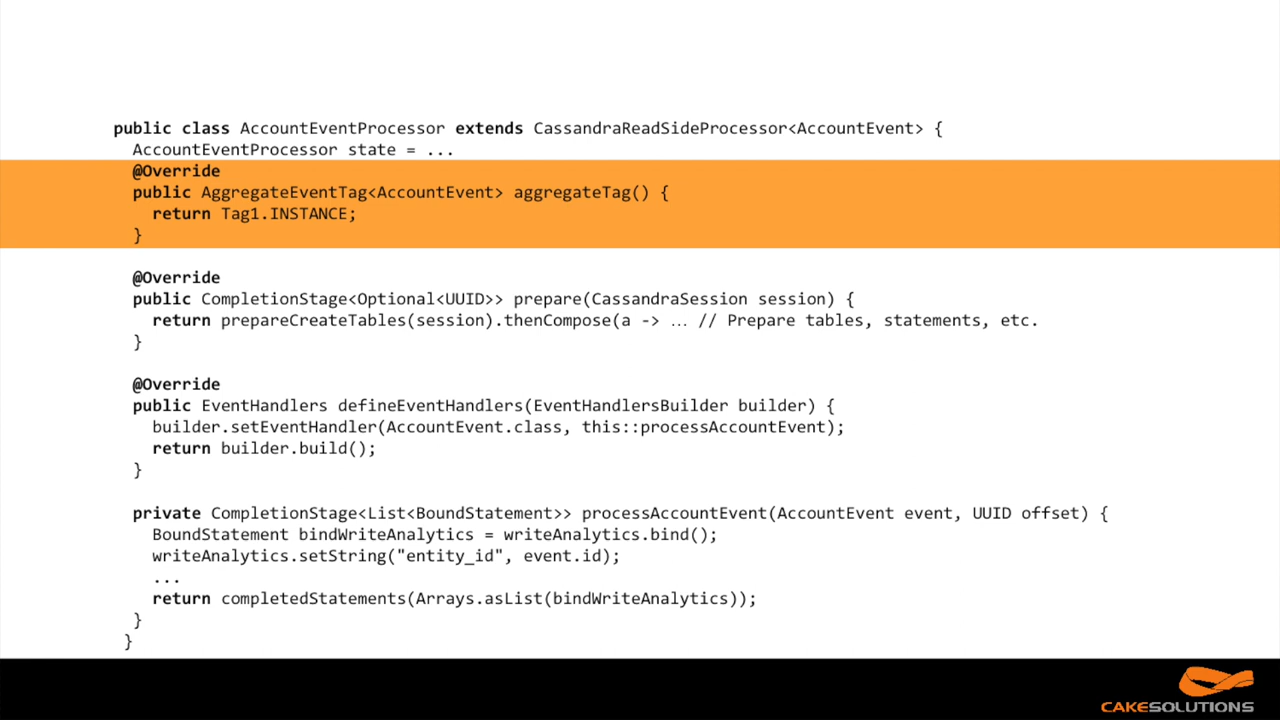 public class AccountEventProcessor extends CassandraReadSideProcessor<AccountEvent> {
AccountEventProcessor state = ...
@Override
public AggregateEventTag<AccountEvent> aggregateTag() {
return Tag1.INSTANCE;
}
@Override
public CompletionStage<Optional<UUID>> prepare(CassandraSession session) {
return prepareCreateTables(session).thenCompose(a -> … // Prepare tables, statements, etc.
}
@Override
public EventHandlers defineEventHandlers(EventHandlersBuilder builder) {
builder.setEventHandler(AccountEvent.class, this::processAccountEvent);
return builder.build();
}
private CompletionStage<List<BoundStatement>> processAccountEvent(AccountEvent event, UUID offset) {
BoundStatement bindWriteAnalytics = writeAnalytics.bind();
writeAnalytics.setString("entity_id", event.id);
...
return completedStatements(Arrays.asList(bindWriteAnalytics));
}
}
CAKESOLUTIONS